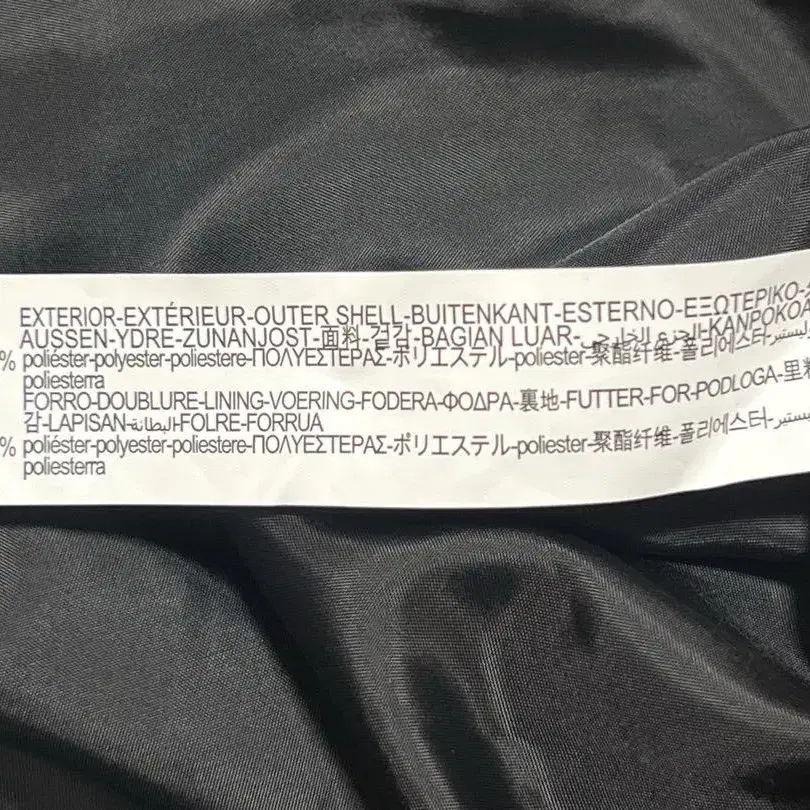 EXTERIOR-EXTÉRIEUR-OUTER SHELL-BUITENKANT-ESTERNO-ΕΞΩΤΕΡΙΚΟ-
AUSSEN-YDRE-ZUNANJOST-面料-겉감-BAGIAN LUAR-الجزء الخارجي-KANPOKOA
% poliéster-polyester-poliestere-ΠΟΛΥΕΣΤΕΡΑΣ-ポリエステル-poliester-聚酯纤维-폴리에스터-
poliesterra
FORRO-DOUBLURE-LINING-VOERING-FODERA-ΦΟΔΡΑ-裏地-FUTTER-FOR-PODLOGA-里料
감-LAPISAN-البطانة-FOLRE-FORRUA
% poliéster-polyester-poliestere-ΠΟΛΥΕΣΤΕΡΑΣ-ポリエステル-poliester-聚酯纤维-폴리에스터-
poliesterra